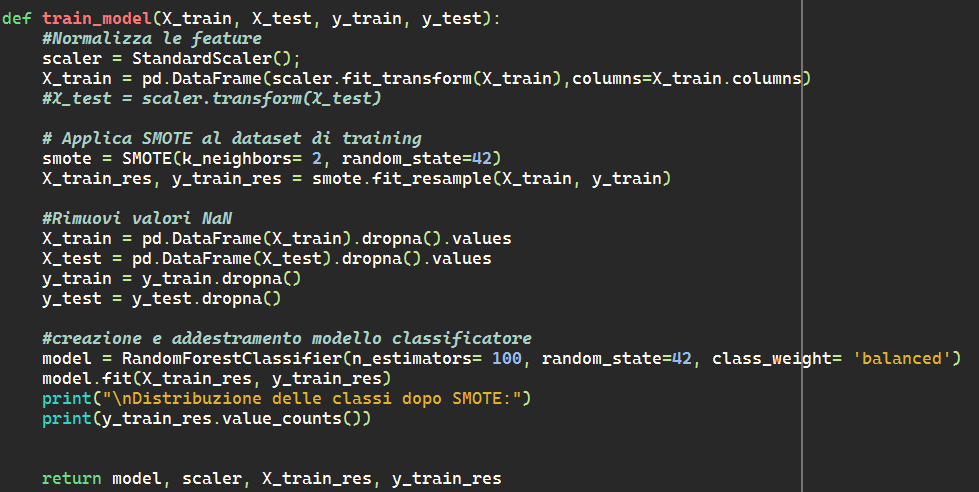 def train_model(X_train, X_test, y_train, y_test):
    #Normalizza le feature
    scaler = StandardScaler();
    X_train = pd.DataFrame(scaler.fit_transform(X_train),columns=X_train.columns)
    #X_test = scaler.transform(X_test)

    # Applica SMOTE al dataset di training
    smote = SMOTE(k_neighbors= 2, random_state=42)
    X_train_res, y_train_res = smote.fit_resample(X_train, y_train)

    #Rimuovi valori NaN
    X_train = pd.DataFrame(X_train).dropna().values
    X_test = pd.DataFrame(X_test).dropna().values
    y_train = y_train.dropna()
    y_test = y_test.dropna()

    #creazione e addestramento modello classificatore
    model = RandomForestClassifier(n_estimators= 100, random_state=42, class_weight= 'balanced')
    model.fit(X_train_res, y_train_res)
    print("\nDistribuzione delle classi dopo SMOTE:")
    print(y_train_res.value_counts())

    return model, scaler, X_train_res, y_train_res